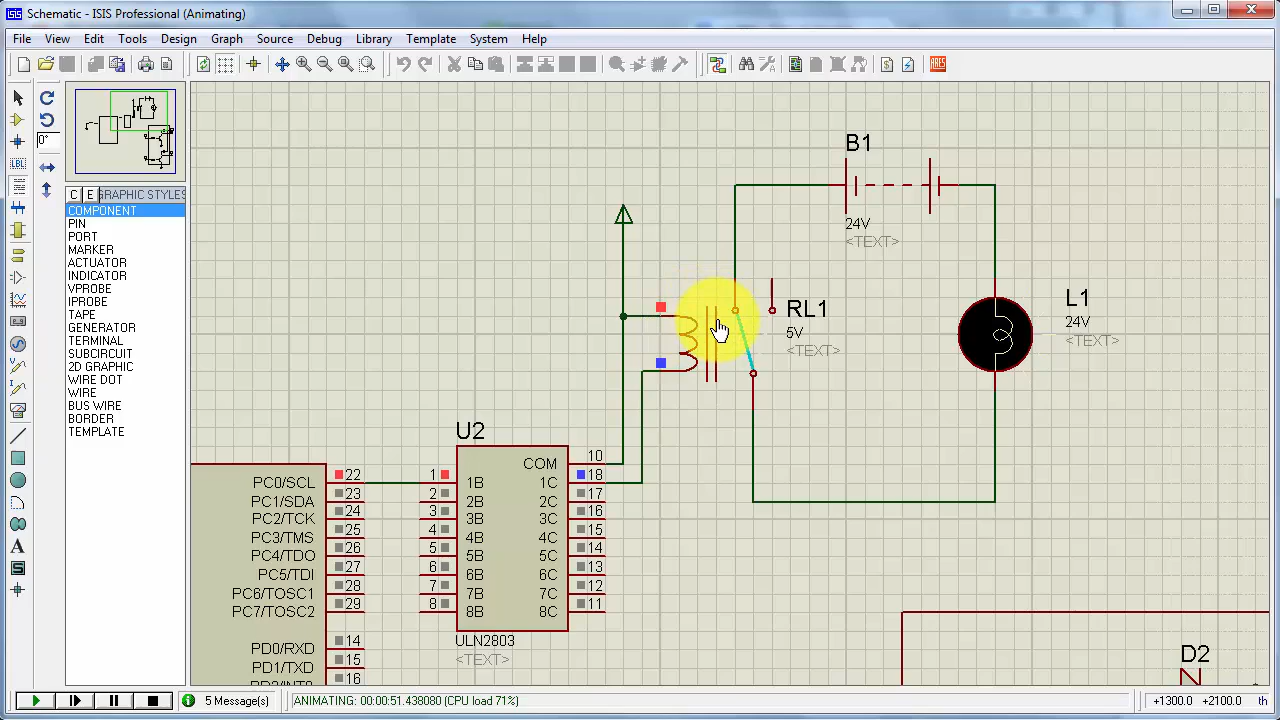 Schematic - ISIS Professional (Animating)
File View Edit Tools Design Graph Source Debug Library Template System Help
ARES
0°
LBL
C E GRAPHIC STYLES
COMPONENT
PIN
PORT
MARKER
ACTUATOR
INDICATOR
VPROBE
IPROBE
TAPE
GENERATOR
TERMINAL
SUBCIRCUIT
2D GRAPHIC
WIRE DOT
WIRE
BUS WIRE
BORDER
TEMPLATE
B1
24V
<TEXT>
RL1
5V
<TEXT>
L1
24V
<TEXT>
U2
COM 10
PC0/SCL 22 1 1B 1C 18
PC1/SDA 23 2 2B 2C 17
PC2/TCK 24 3 3B 3C 16
PC3/TMS 25 4 4B 4C 15
PC4/TDO 26 5 5B 5C 14
PC5/TDI 27 6 6B 6C 13
PC6/TOSC1 28 7 7B 7C 12
PC7/TOSC2 29 8 8B 8C 11
ULN2803
<TEXT>
PD0/RXD 14
PD1/TXD 15
16
D2
5 Message(s) ANIMATING: 00:00:51.438080 (CPU load 71%) +1300.0 +2100.0 th